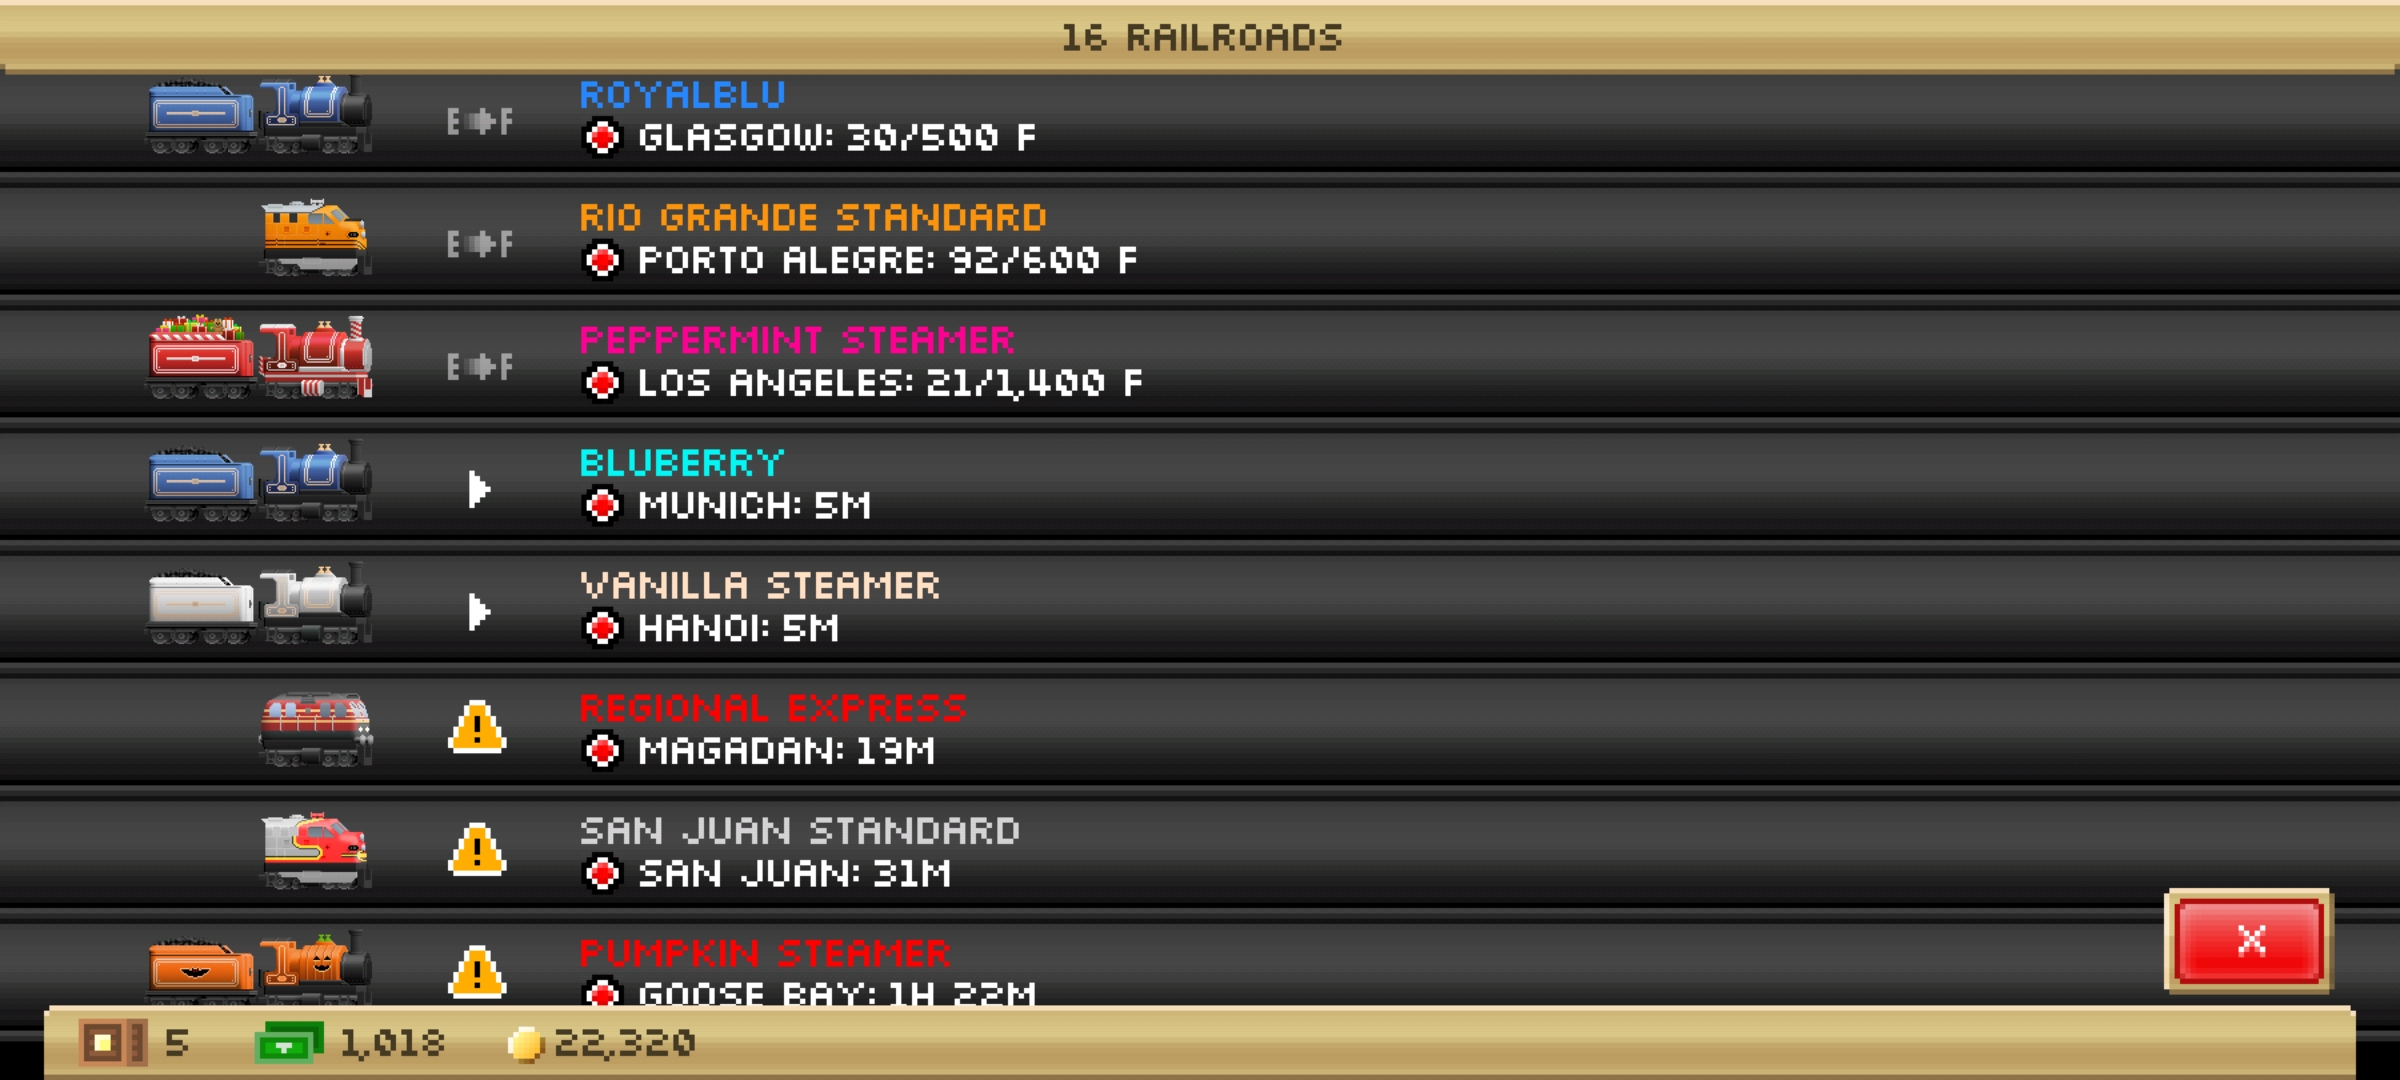 16 RAILROADS
E F
ROYALBLU
GLASGOW: 30/500 F
E F
RIO GRANDE STANDARD
PORTO ALEGRE: 92/600 F
E F
PEPPERMINT STEAMER
LOS ANGELES: 21/1,400 F
BLUBERRY
MUNICH: 5M
VANILLA STEAMER
HANOI: 5M
!
REGIONAL EXPRESS
MAGADAN: 19M
!
SAN JUAN STANDARD
SAN JUAN: 31M
!
PUMPKIN STEAMER
GOOSE BAY: 1H 22M
X
5 1,018 22,320